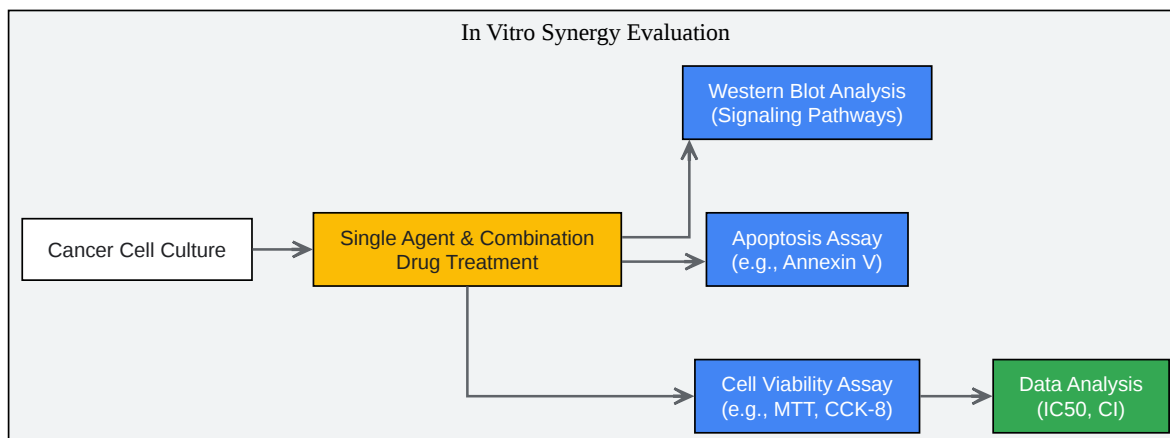 In Vitro Synergy Evaluation
Western Blot Analysis
(Signaling Pathways)
Cancer Cell Culture
Single Agent & Combination
Drug Treatment
Apoptosis Assay
(e.g., Annexin V)
Cell Viability Assay
(e.g., MTT, CCK-8)
Data Analysis
(IC50, CI)